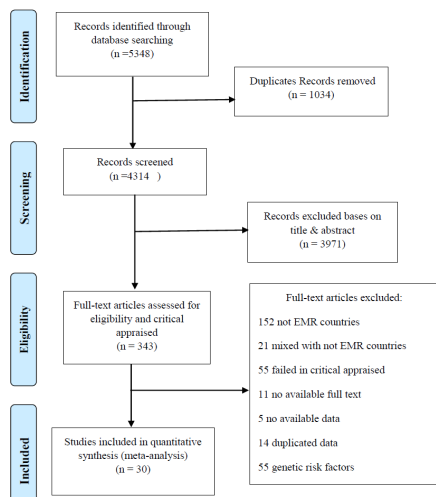 Identification
Records identified through
database searching
(n =5348)
Duplicates Records removed
(n = 1034)
Screening
Records screened
(n =4314   )
Records excluded bases on
title & abstract
(n = 3971)
Eligibility
Full-text articles assessed for
eligibility and critical
appraised
(n = 343)
Full-text articles excluded:
152 not EMR countries
21 mixed with not EMR countries
55 failed in critical appraised
11 no available full text
5 no available data
14 duplicated data
55 genetic risk factors
Included
Studies included in quantitative
synthesis (meta-analysis)
(n = 30)